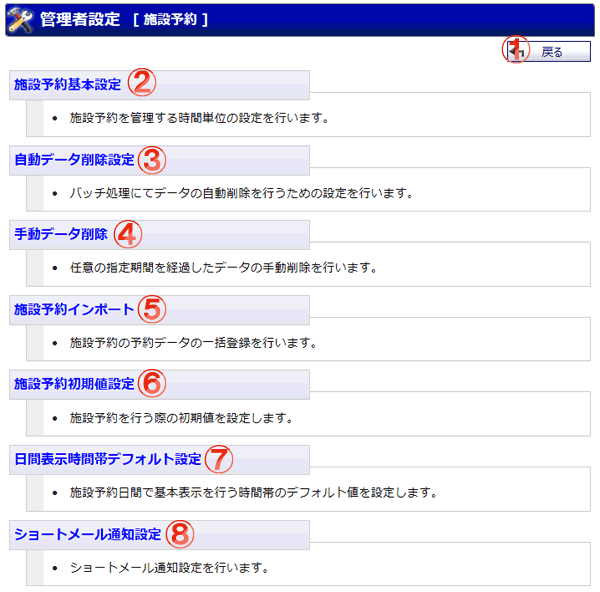 管理者設定 [ 施設予約 ]
① 戻る
施設予約基本設定 ②
• 施設予約を管理する時間単位の設定を行います。
自動データ削除設定 ③
• バッチ処理にてデータの自動削除を行うための設定を行います。
手動データ削除 ④
• 任意の指定期間を経過したデータの手動削除を行います。
施設予約インポート ⑤
• 施設予約の予約データの一括登録を行います。
施設予約初期値設定 ⑥
• 施設予約を行う際の初期値を設定します。
日間表示時間帯デフォルト設定 ⑦
• 施設予約日間で基本表示を行う時間帯のデフォルト値を設定します。
ショートメール通知設定 ⑧
• ショートメール通知設定を行います。